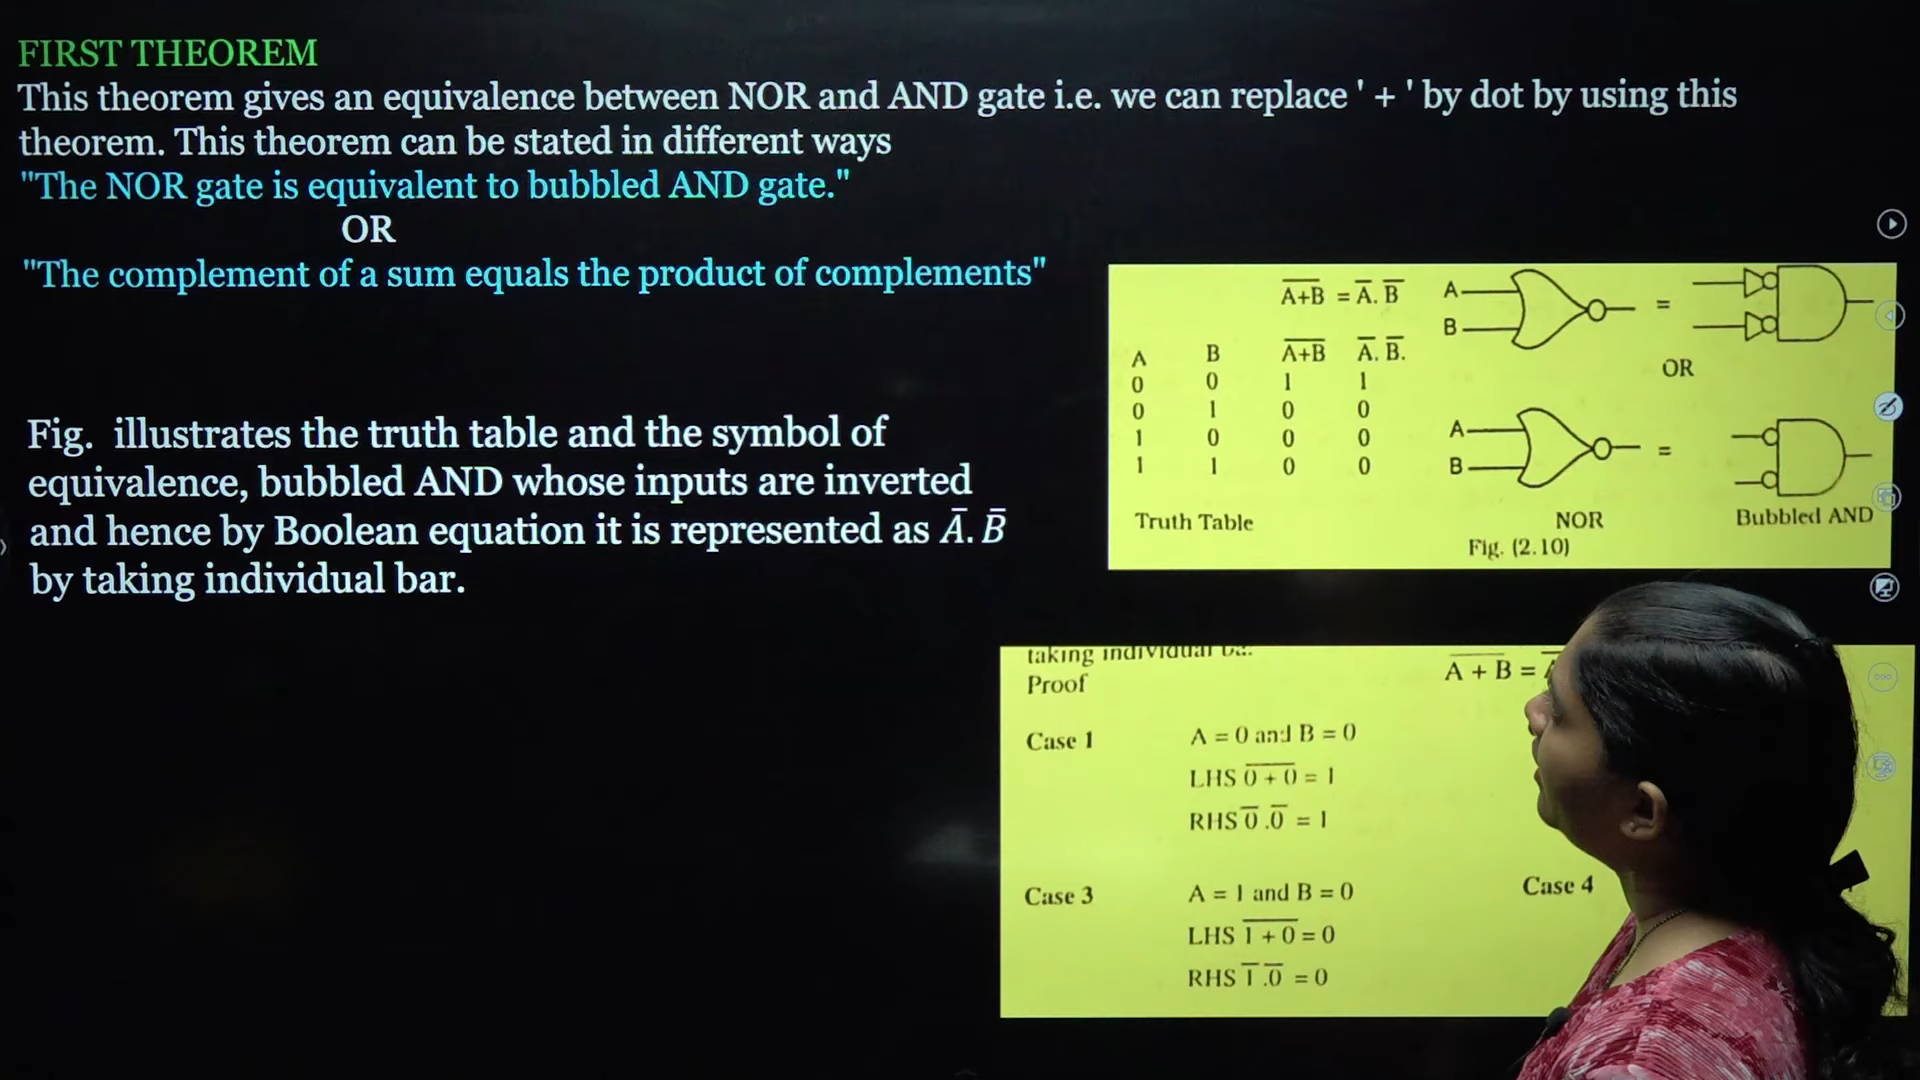 FIRST THEOREM
This theorem gives an equivalence between NOR and AND gate i.e. we can replace ' + ' by dot by using this
theorem. This theorem can be stated in different ways
"The NOR gate is equivalent to bubbled AND gate."
OR
"The complement of a sum equals the product of complements"
Fig. illustrates the truth table and the symbol of
equivalence, bubbled AND whose inputs are inverted
and hence by Boolean equation it is represented as A̅. B̅
by taking individual bar.
A̅+̅B̅ = A̅. B̅
A B A̅+̅B̅ A̅. B̅.
0 0 1 1
0 1 0 0
1 0 0 0
1 1 0 0
Truth Table
A
B
=
OR
A
B
=
NOR
Bubbled AND
Fig. (2.10)
taking individual
Proof
A̅ ̅+̅ ̅B̅ =
Case 1
A = 0 and B = 0
LHS 0̅ ̅+̅ ̅0̅ = 1
RHS 0̅ .0̅ = 1
Case 3
A = 1 and B = 0
LHS 1̅ ̅+̅ ̅0̅ = 0
RHS 1̅ .0̅ = 0
Case 4